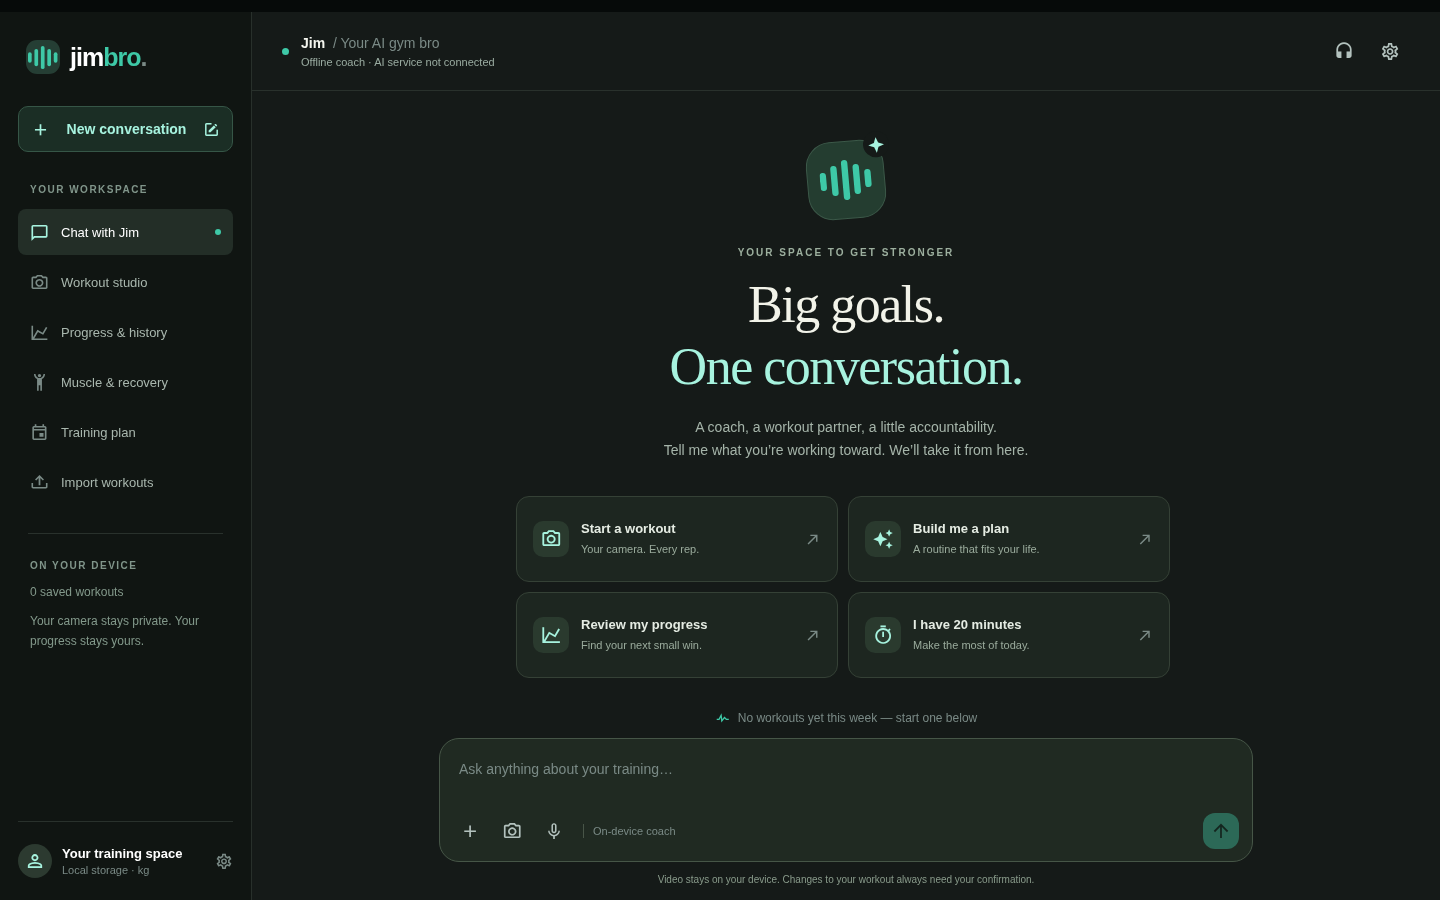 jimbro.
New conversation
YOUR WORKSPACE
Chat with Jim
Workout studio
Progress & history
Muscle & recovery
Training plan
Import workouts
ON YOUR DEVICE
0 saved workouts
Your camera stays private. Your
progress stays yours.
Your training space
Local storage · kg
Jim / Your AI gym bro
Offline coach · AI service not connected
YOUR SPACE TO GET STRONGER
Big goals.
One conversation.
A coach, a workout partner, a little accountability.
Tell me what you’re working toward. We’ll take it from here.
Start a workout
Your camera. Every rep.
Build me a plan
A routine that fits your life.
Review my progress
Find your next small win.
I have 20 minutes
Make the most of today.
No workouts yet this week — start one below
Ask anything about your training…
On-device coach
Video stays on your device. Changes to your workout always need your confirmation.